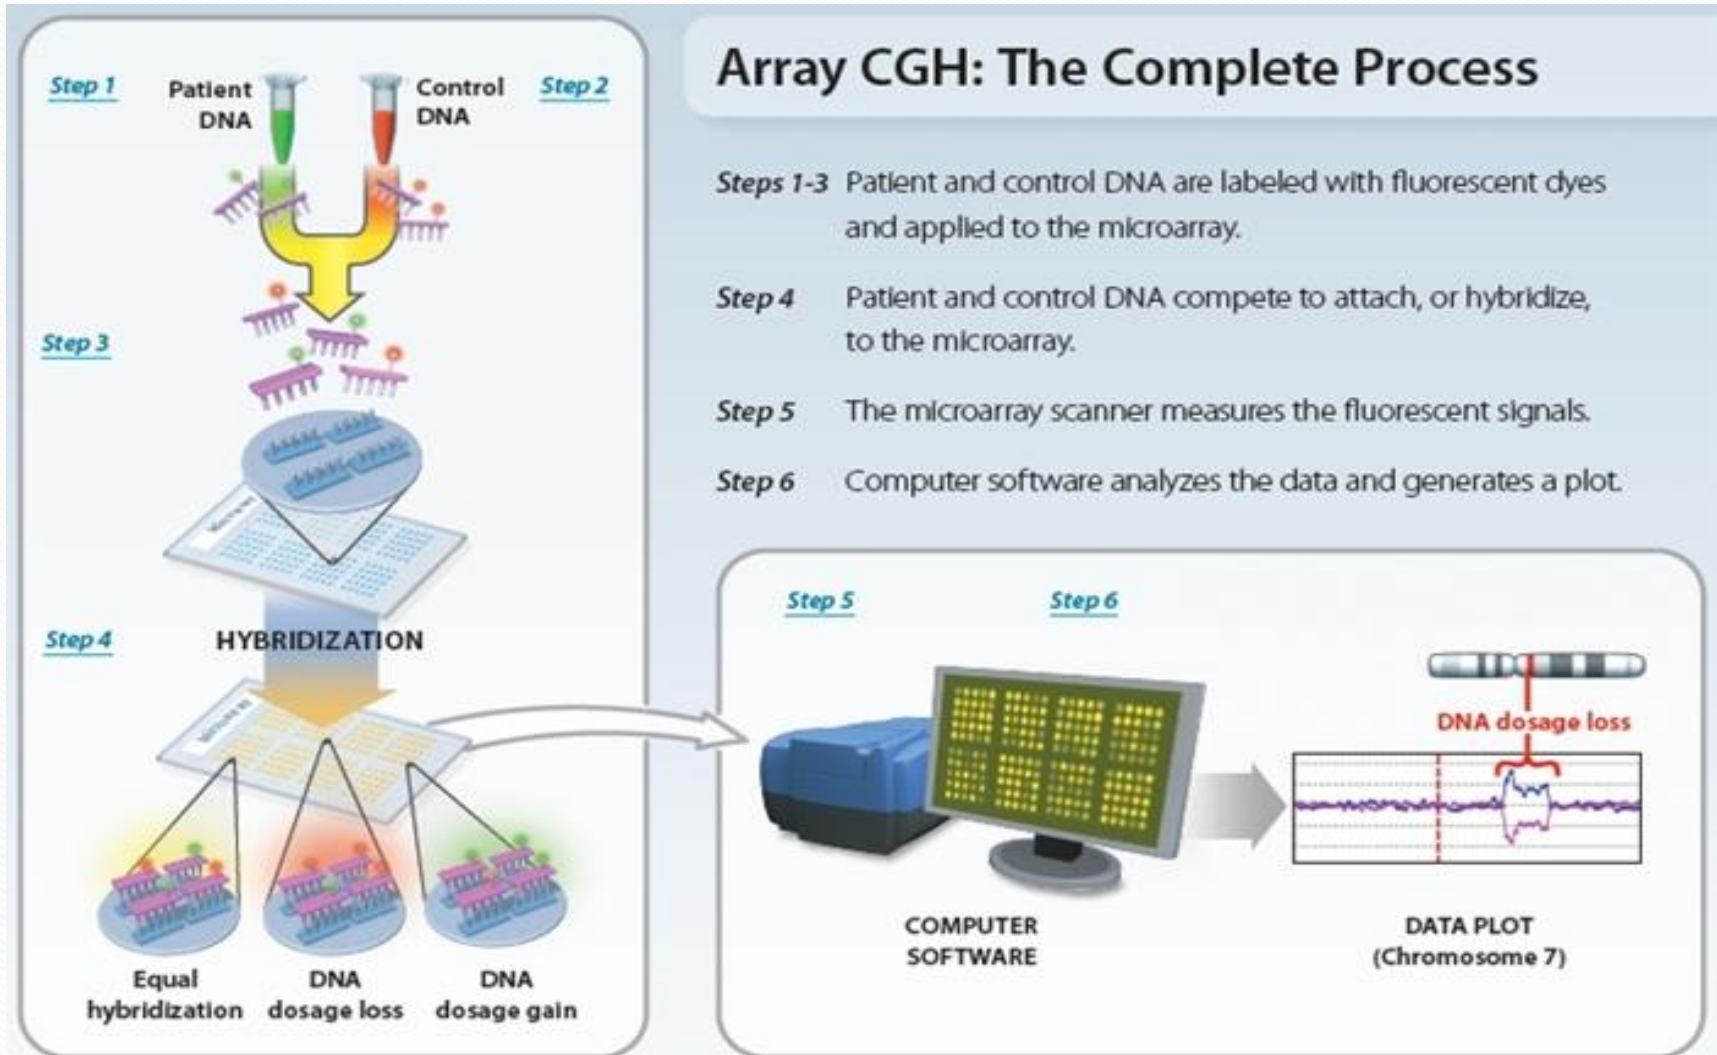 Array CGH: The Complete Process
Step 1
Patient
DNA
Control
DNA
Step 2
Step 3
Step 4
HYBRIDIZATION
Equal
hybridization
DNA
dosage loss
DNA
dosage gain
Steps 1-3 Patient and control DNA are labeled with fluorescent dyes
and applied to the microarray.
Step 4 Patient and control DNA compete to attach, or hybridize,
to the microarray.
Step 5 The microarray scanner measures the fluorescent signals.
Step 6 Computer software analyzes the data and generates a plot.
Step 5
Step 6
DNA dosage loss
COMPUTER
SOFTWARE
DATA PLOT
(Chromosome 7)